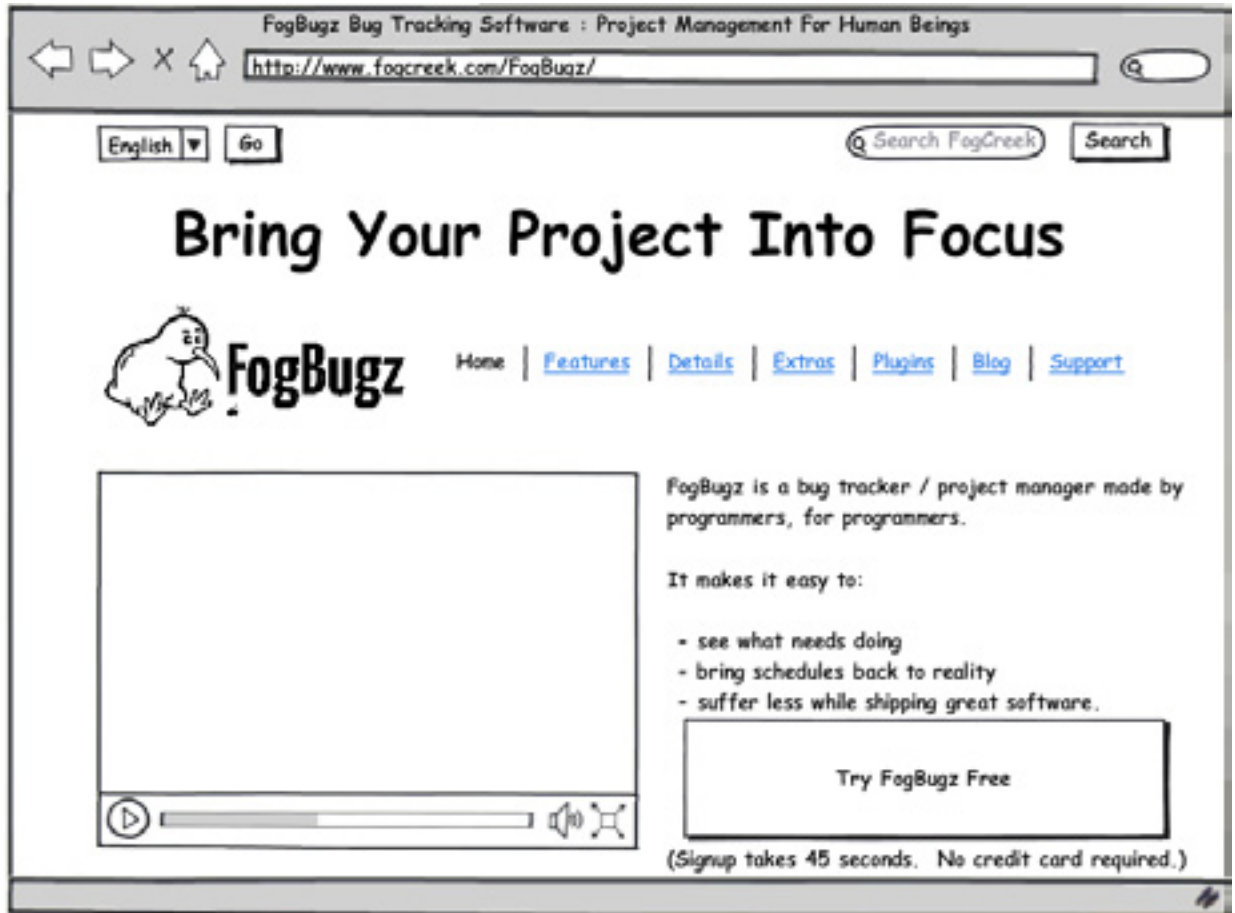 FogBugz Bug Tracking Software : Project Management For Human Beings
http://www.fogcreek.com/FogBugz/
English Go Search FogCreek Search
Bring Your Project Into Focus
FogBugz Home Features Details Extras Plugins Blog Support
FogBugz is a bug tracker / project manager made by
programmers, for programmers.
It makes it easy to:
- see what needs doing
- bring schedules back to reality
- suffer less while shipping great software.
Try FogBugz Free
(Signup takes 45 seconds. No credit card required.)